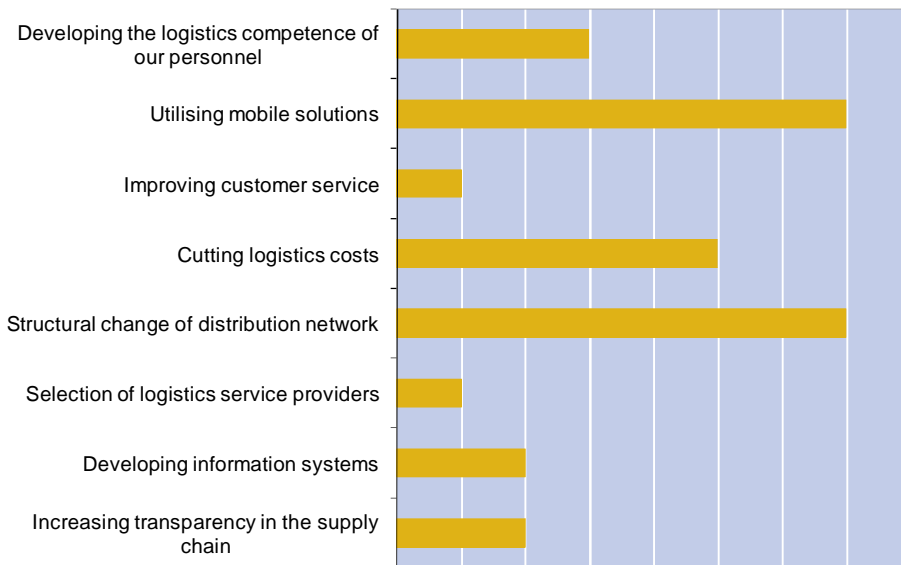 Developing the logistics competence of
our personnel
Utilising mobile solutions
Improving customer service
Cutting logistics costs
Structural change of distribution network
Selection of logistics service providers
Developing information systems
Increasing transparency in the supply
chain